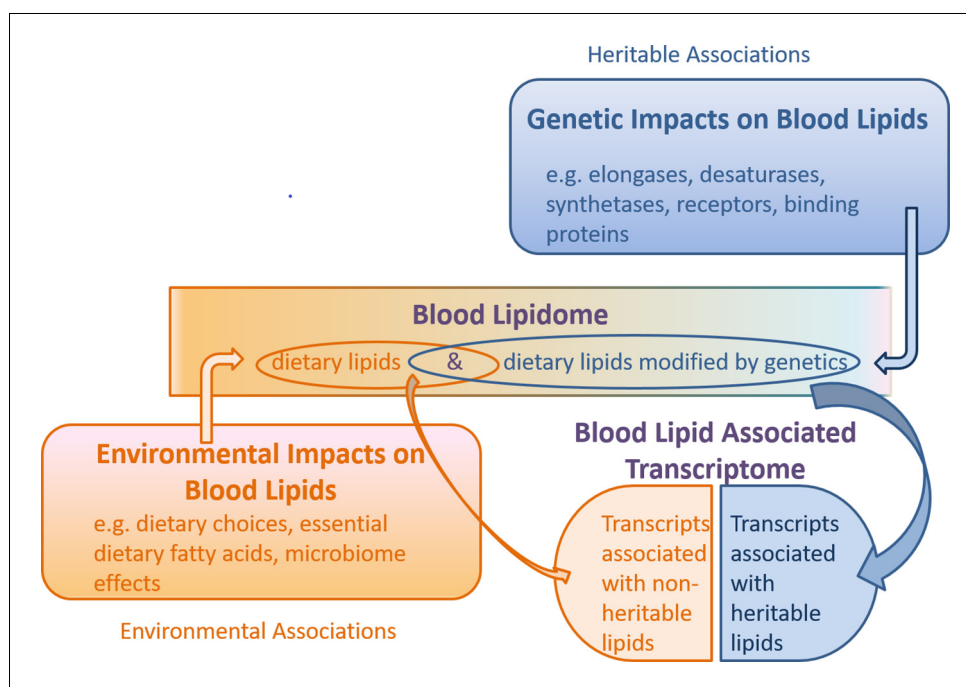 Heritable Associations
Genetic Impacts on Blood Lipids
e.g. elongases, desaturases,
synthetases, receptors, binding
proteins
Blood Lipidome
dietary lipids & dietary lipids modified by genetics
Environmental Impacts on
Blood Lipids
e.g. dietary choices, essential
dietary fatty acids, microbiome
effects
Environmental Associations
Blood Lipid Associated
Transcriptome
Transcripts
associated
with non-
heritable
lipids
Transcripts
associated
with
heritable
lipids